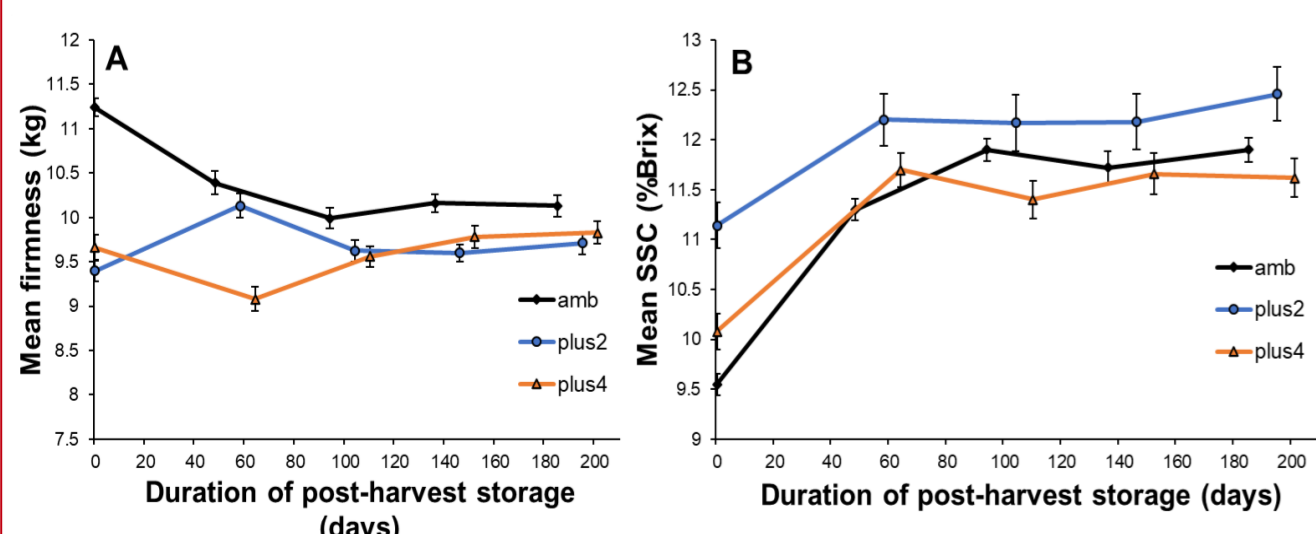 A
Mean firmness (kg)
12
11.5
11
10.5
10
9.5
9
8.5
8
7.5
0 20 40 60 80 100 120 140 160 180 200
amb
plus2
plus4
Duration of post-harvest storage
(days)
B
Mean SSC (%Brix)
13
12.5
12
11.5
11
10.5
10
9.5
9
0 20 40 60 80 100 120 140 160 180 200
amb
plus2
plus4
Duration of post-harvest storage (days)